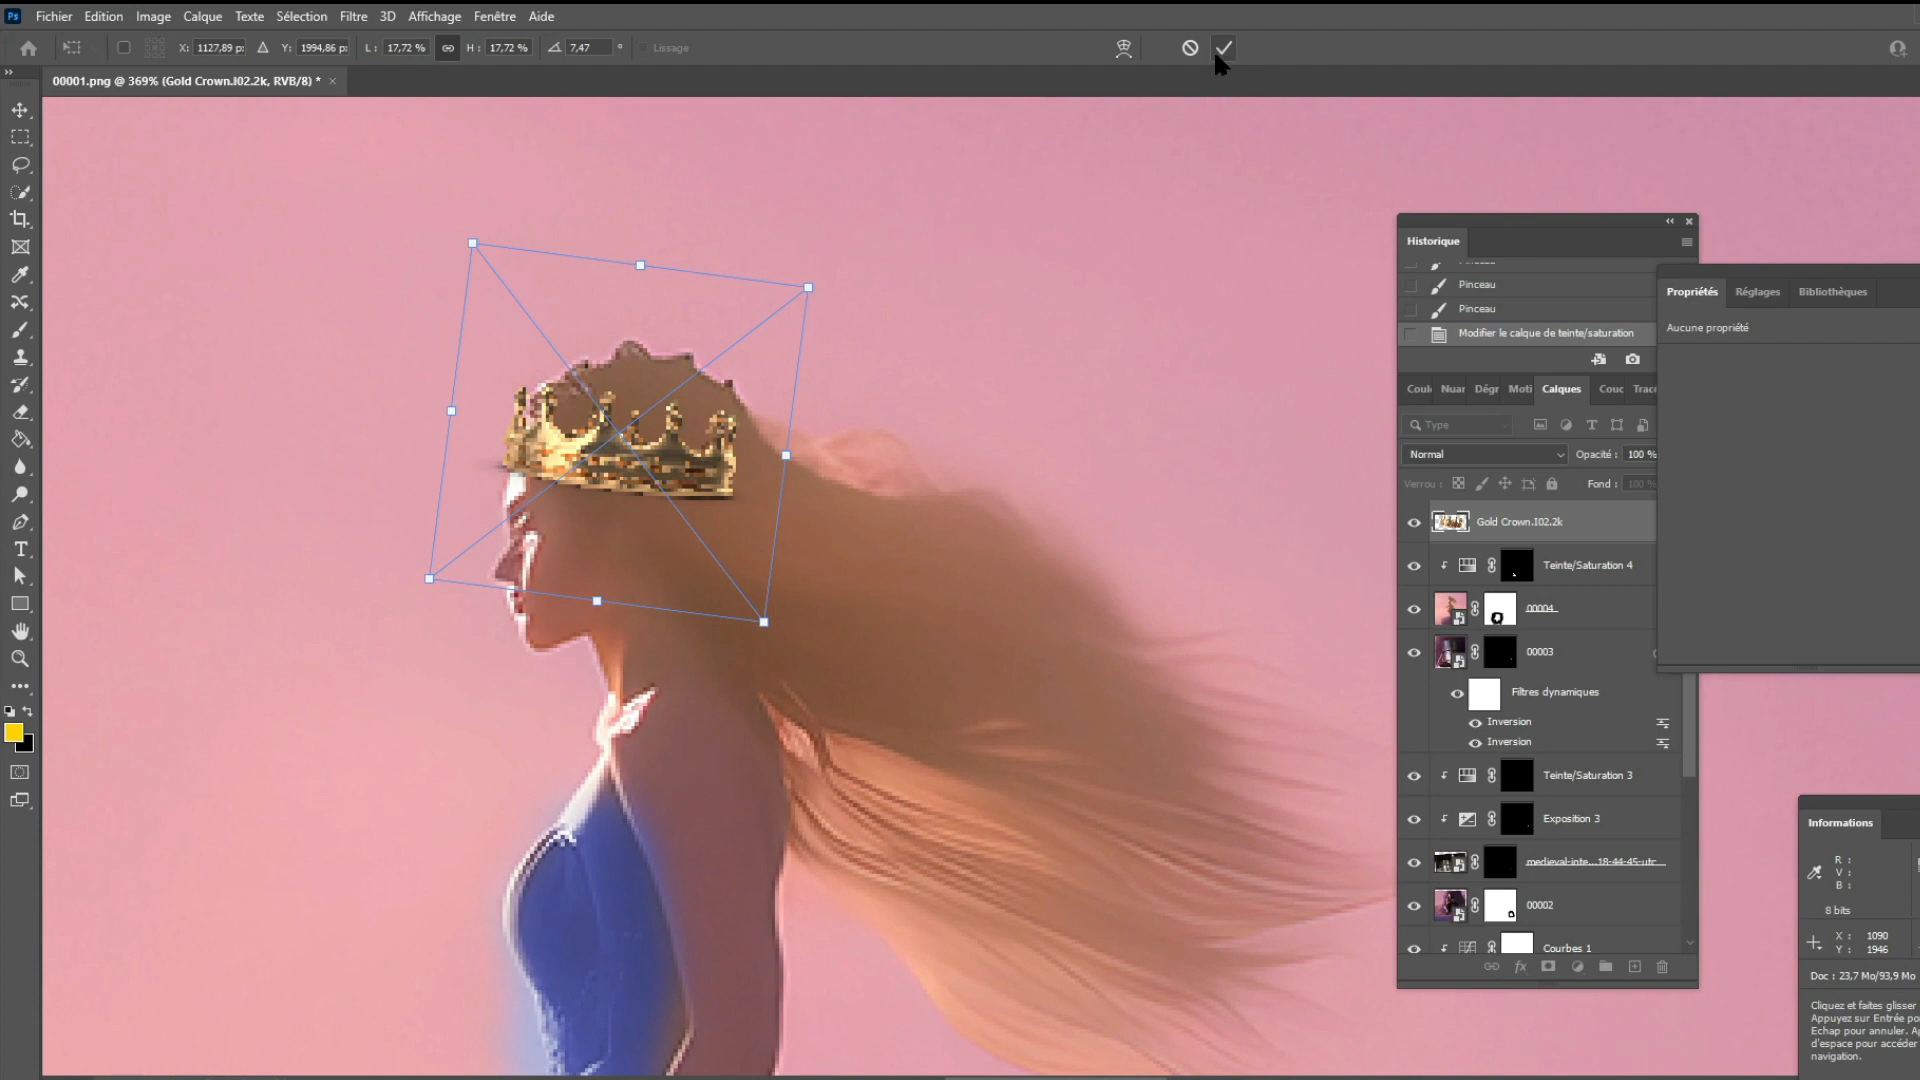 Ps Fichier Edition Image Calque Texte Sélection Filtre 3D Affichage Fenêtre Aide
X: 1127,89 p: Y: 1994,86 p: L: 17,72 % H: 17,72 % 7,47 ° Lissage
00001.png @ 369% (Gold Crown.I02.2k, RVB/8) * ×
Historique
Pinceau
Pinceau
Modifier le calque de teinte/saturation
Propriétés Réglages Bibliothèques
Aucune propriété
Coul Nuar Dégr Moti Calques Couc Trace
Type
Normal Opacité : 100 %
Verrou : Fond : 100 %
Gold Crown.I02.2k
Teinte/Saturation 4
00004
00003
Filtres dynamiques
Inversion
Inversion
Teinte/Saturation 3
Exposition 3
medieval-inte...18-44-45-utc
00002
Courbes 1
Informations
R :
V :
B :
8 bits
X : 1090
Y : 1946
Doc : 23,7 Mo/93,9 Mo
Cliquez et faites glisser
Appuyez sur Entrée po
Echap pour annuler. A
d'espace pour accéder
navigation.